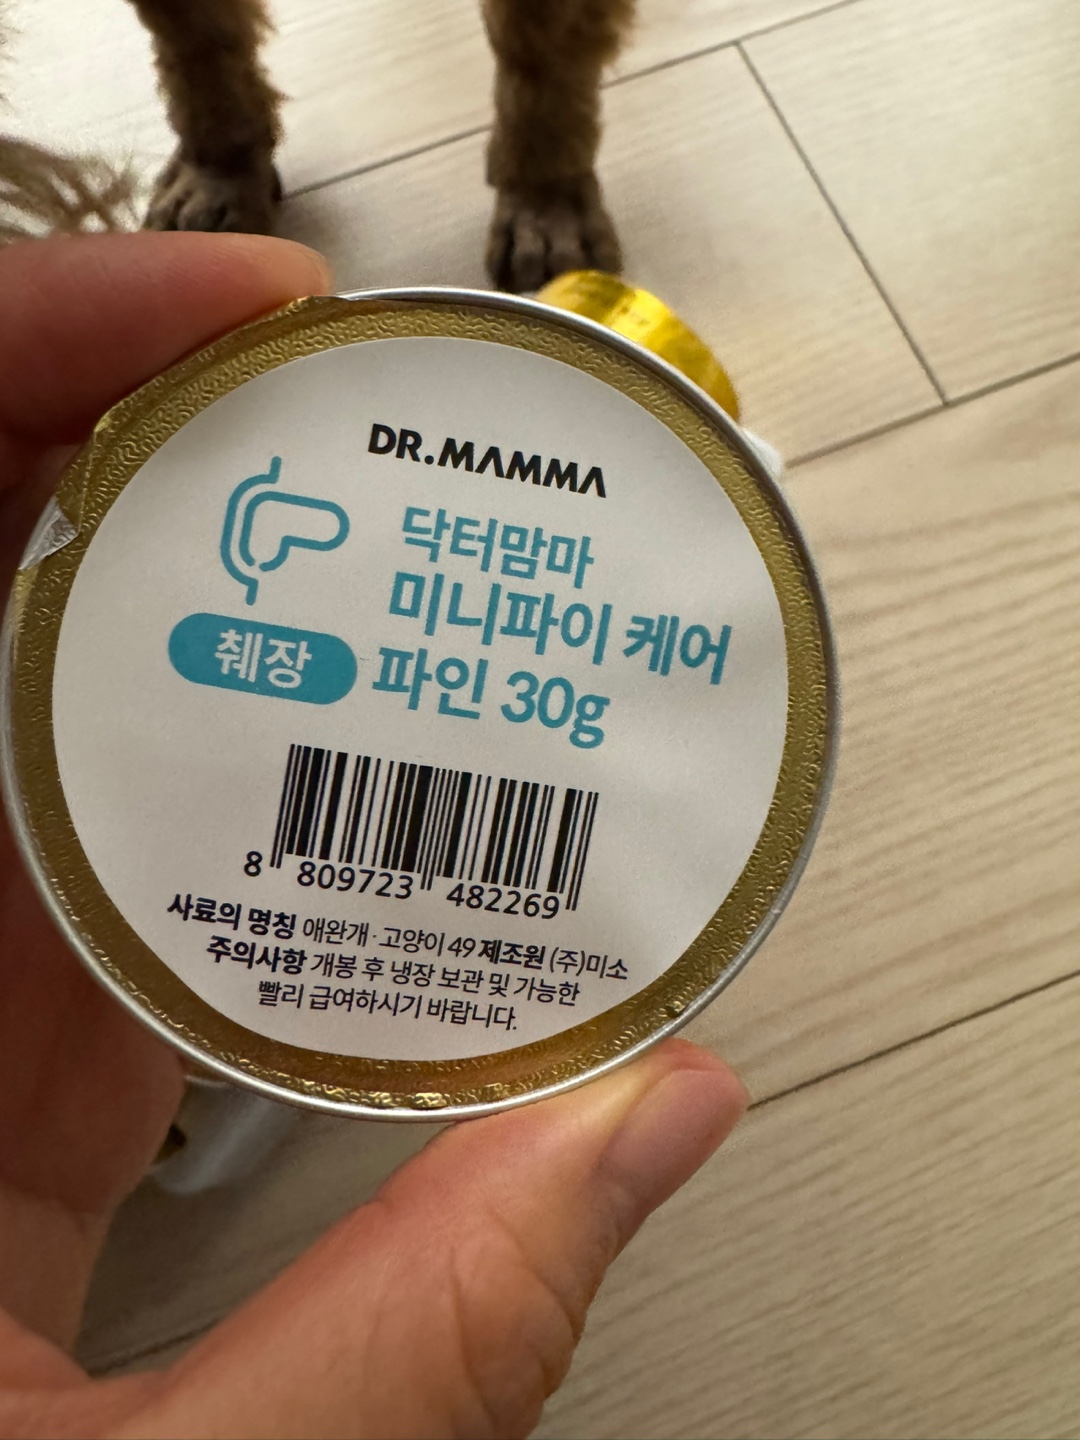 DR.MAMMA
닥터맘마
미니파이 케어
췌장 파인 30g
8 809723 482269
사료의 명칭 애완개·고양이 49 제조원 (주)미소
주의사항 개봉 후 냉장 보관 및 가능한
빨리 급여하시기 바랍니다.